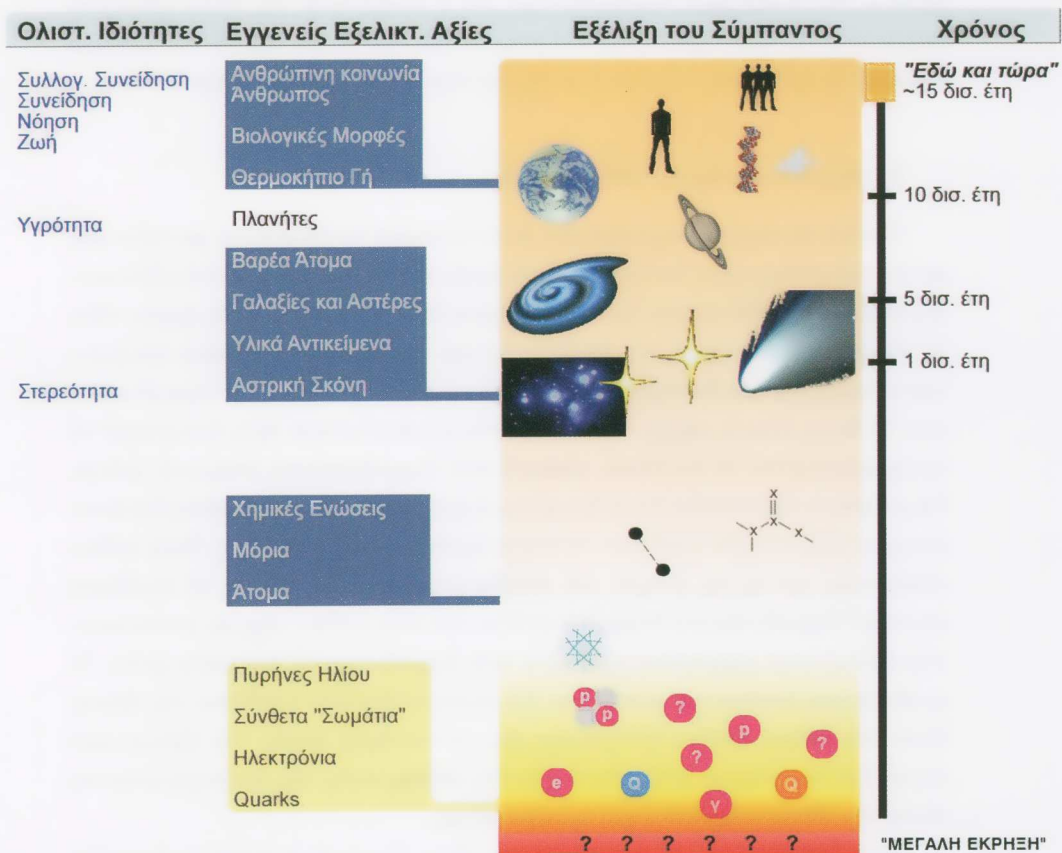 Ολιστ. Ιδιότητες Εγγενείς Εξελικτ. Αξίες Εξέλιξη του Σύμπαντος Χρόνος
Συλλογ. Συνείδηση
Συνείδηση
Νόηση
Ζωή
Υγρότητα
Στερεότητα
Ανθρώπινη κοινωνία
Άνθρωπος
Βιολογικές Μορφές
Θερμοκήπιο Γή
Πλανήτες
Βαρέα Άτομα
Γαλαξίες και Αστέρες
Υλικά Αντικείμενα
Αστρική Σκόνη
Χημικές Ενώσεις
Μόρια
Άτομα
Πυρήνες Ηλίου
Σύνθετα "Σωμάτια"
Ηλεκτρόνια
Quarks
x
x x x
p
p ? p ?
?
e Q Q
γ
? ? ? ? ? ?
"Εδώ και τώρα"
~15 δισ. έτη
10 δισ. έτη
5 δισ. έτη
1 δισ. έτη
"ΜΕΓΑΛΗ ΕΚΡΗΞΗ"